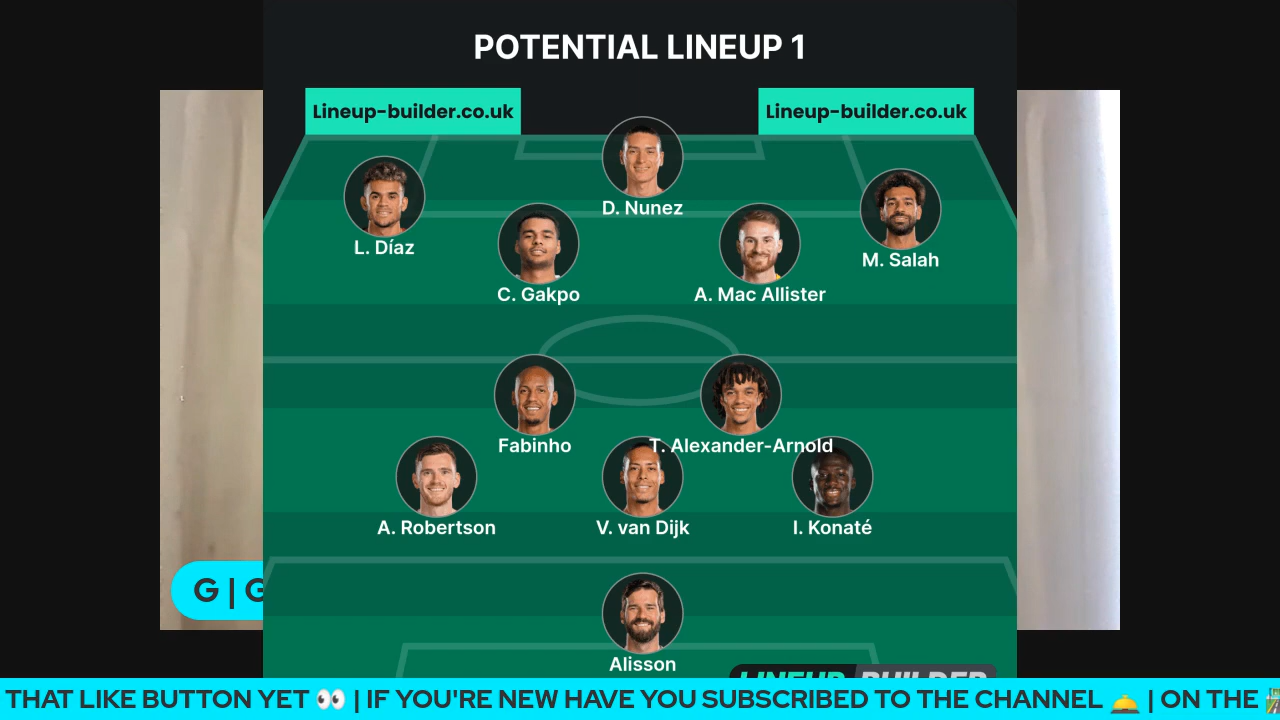 POTENTIAL LINEUP 1
Lineup-builder.co.uk
Lineup-builder.co.uk
D. Nunez
L. Díaz
M. Salah
C. Gakpo
A. Mac Allister
Fabinho
T. Alexander-Arnold
A. Robertson
V. van Dijk
I. Konaté
G | G
Alisson
LINEUP BUILDER
THAT LIKE BUTTON YET 👀 | IF YOU'RE NEW HAVE YOU SUBSCRIBED TO THE CHANNEL 🛎️ | ON THE